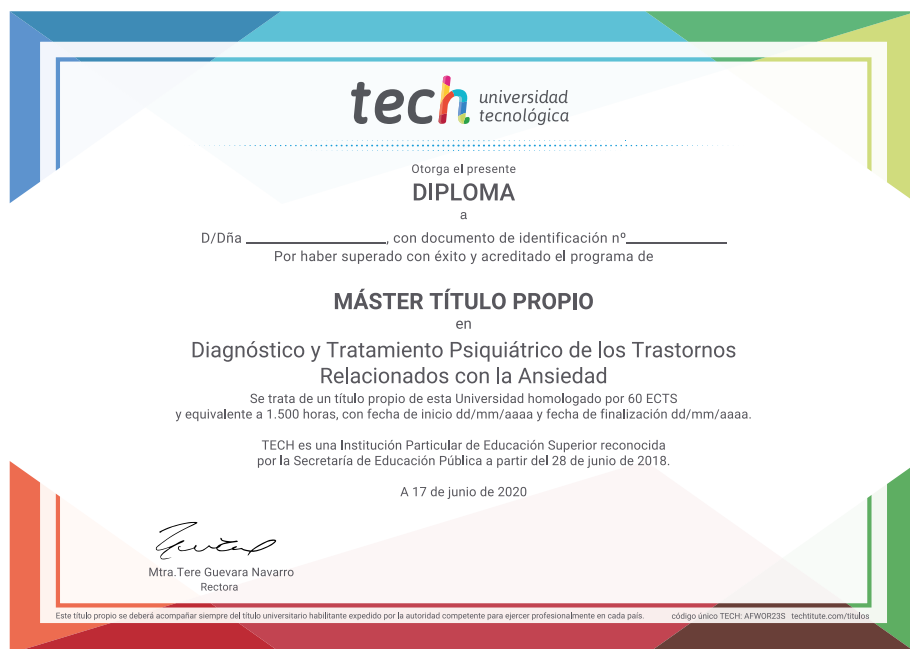 tech universidad
tecnológica
Otorga el presente
DIPLOMA
a
D/Dña ________________, con documento de identificación nº____________
Por haber superado con éxito y acreditado el programa de
MÁSTER TÍTULO PROPIO
en
Diagnóstico y Tratamiento Psiquiátrico de los Trastornos
Relacionados con la Ansiedad
Se trata de un título propio de esta Universidad homologado por 60 ECTS
y equivalente a 1.500 horas, con fecha de inicio dd/mm/aaaa y fecha de finalización dd/mm/aaaa.
TECH es una Institución Particular de Educación Superior reconocida
por la Secretaría de Educación Pública a partir del 28 de junio de 2018.
A 17 de junio de 2020
Mtra.Tere Guevara Navarro
Rectora
Este título propio se deberá acompañar siempre del título universitario habilitante expedido por la autoridad competente para ejercer profesionalmente en cada país. código único TECH: AFWOR23S techtitute.com/titulos